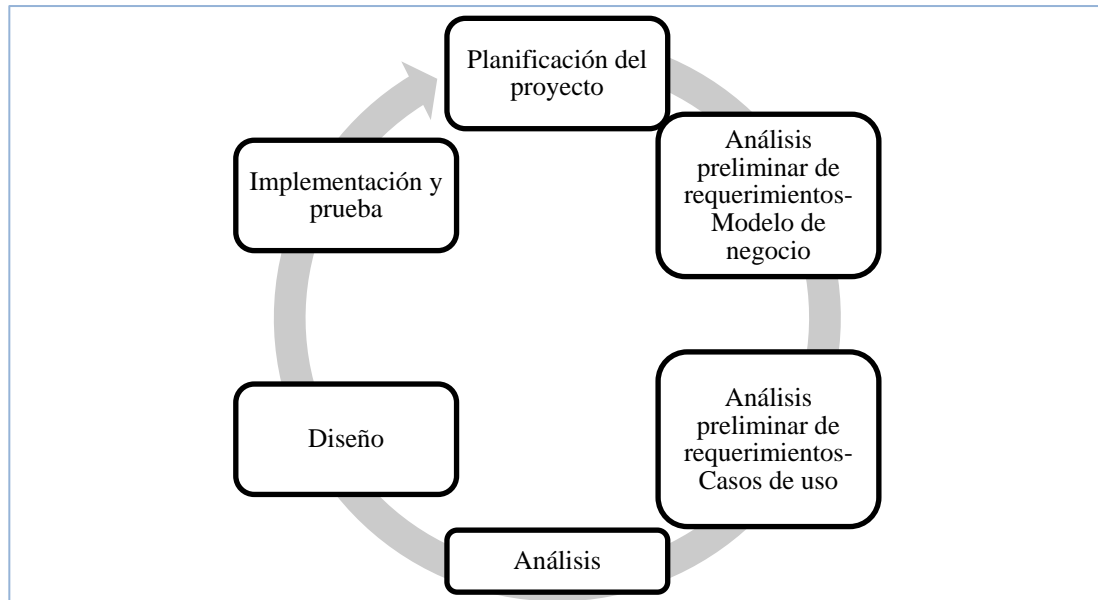 Planificación del
proyecto
Análisis
preliminar de
requerimientos-
Modelo de
negocio
Análisis
preliminar de
requerimientos-
Casos de uso
Análisis
Diseño
Implementación y
prueba